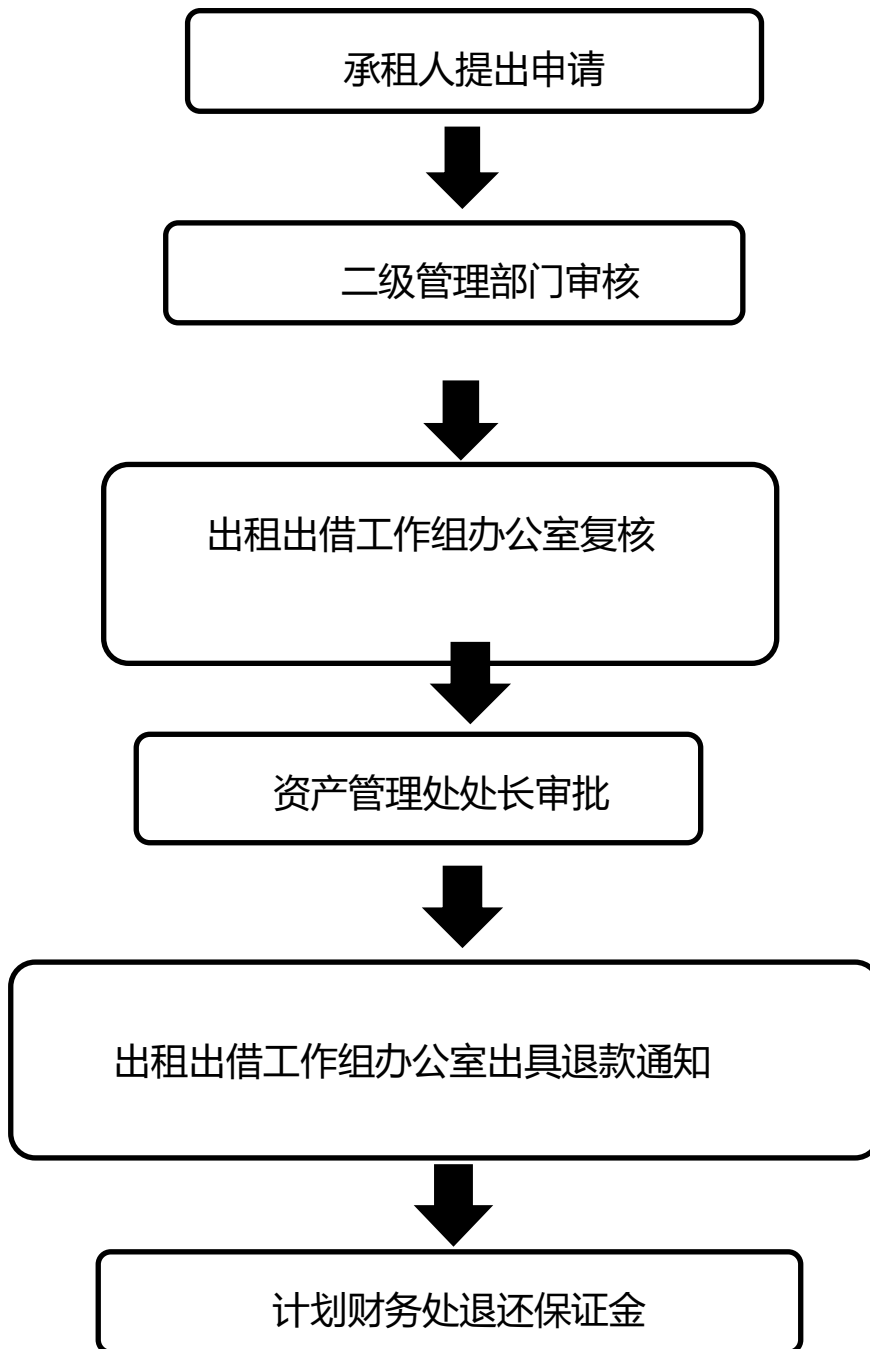 承租人提出申请
二级管理部门审核
出租出借工作组办公室复核
资产管理处处长审批
出租出借工作组办公室出具退款通知
计划财务处退还保证金